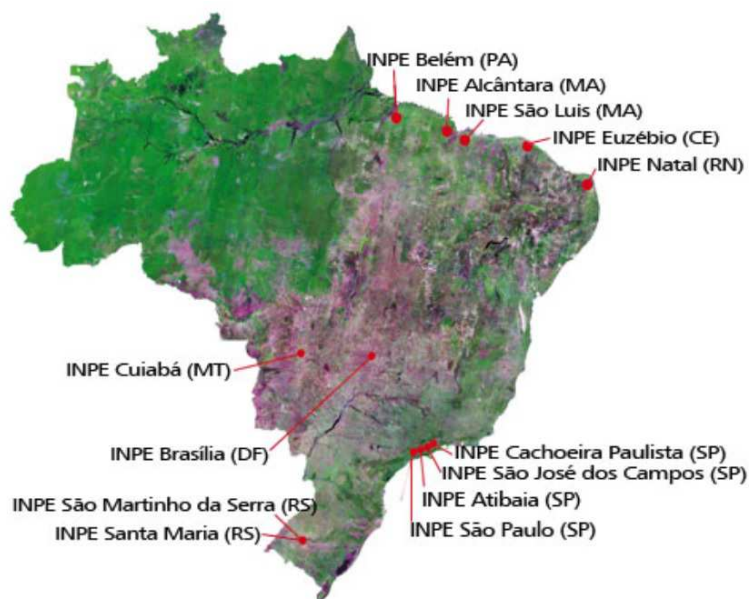 INPE Belém (PA)
INPE Alcântara (MA)
INPE São Luis (MA)
INPE Euzébio (CE)
INPE Natal (RN)
INPE Cuiabá (MT)
INPE Brasília (DF)
INPE Cachoeira Paulista (SP)
INPE São José dos Campos (SP)
INPE Atibaia (SP)
INPE São Paulo (SP)
INPE São Martinho da Serra (RS)
INPE Santa Maria (RS)